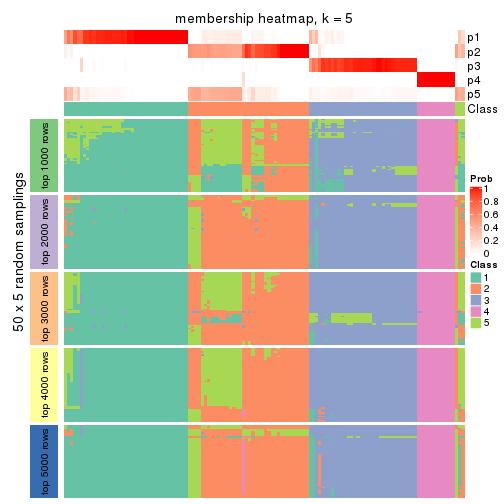 membership heatmap, k = 5
p1
p2
p3
p4
p5
Class
50 x 5 random samplings
top 1000 rows
top 2000 rows
top 3000 rows
top 4000 rows
top 5000 rows
Prob
1
0.8
0.6
0.4
0.2
0
Class
1
2
3
4
5